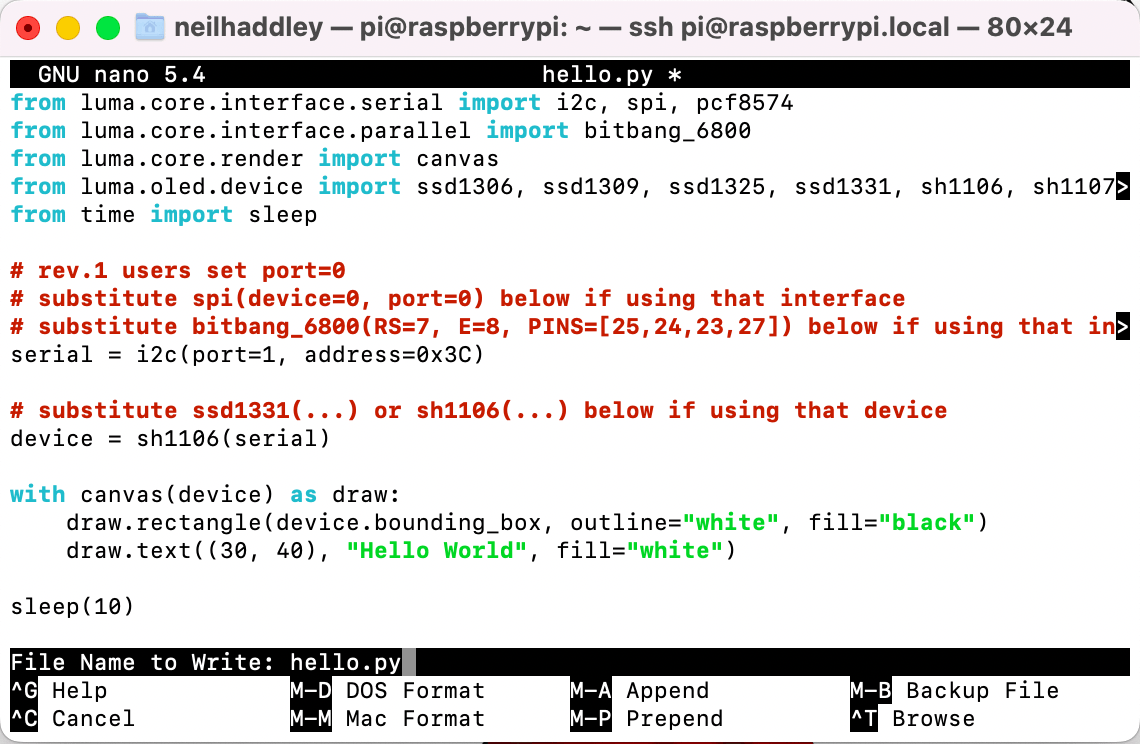 neilhaddley — pi@raspberrypi: ~ — ssh pi@raspberrypi.local — 80×24
GNU nano 5.4 hello.py *
from luma.core.interface.serial import i2c, spi, pcf8574
from luma.core.interface.parallel import bitbang_6800
from luma.core.render import canvas
from luma.oled.device import ssd1306, ssd1309, ssd1325, ssd1331, sh1106, sh1107>
from time import sleep
# rev.1 users set port=0
# substitute spi(device=0, port=0) below if using that interface
# substitute bitbang_6800(RS=7, E=8, PINS=[25,24,23,27]) below if using that in>
serial = i2c(port=1, address=0x3C)
# substitute ssd1331(...) or sh1106(...) below if using that device
device = sh1106(serial)
with canvas(device) as draw:
    draw.rectangle(device.bounding_box, outline="white", fill="black")
    draw.text((30, 40), "Hello World", fill="white")
sleep(10)
File Name to Write: hello.py
^G Help M-D DOS Format M-A Append M-B Backup File
^C Cancel M-M Mac Format M-P Prepend ^T Browse